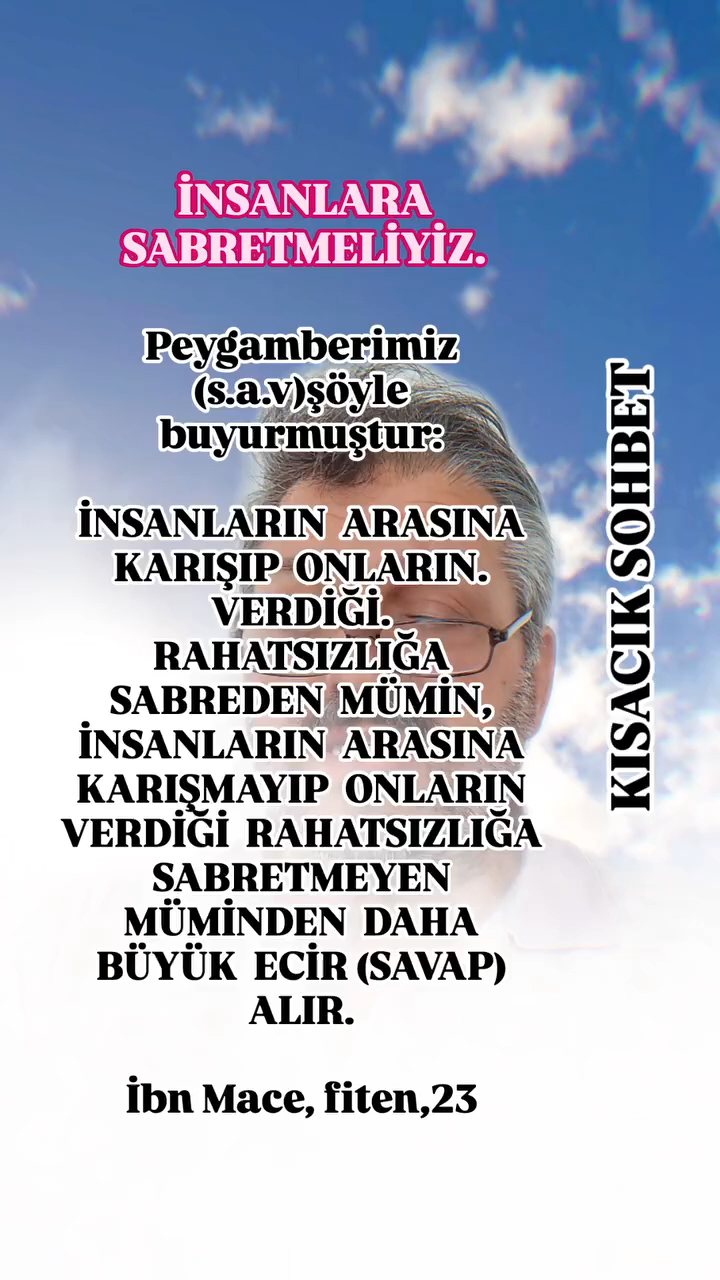 İNSANLARA
SABRETMELİYİZ.
Peygamberimiz
(s.a.v)şöyle
buyurmuştur:
İNSANLARIN ARASINA
KARIŞIP ONLARIN.
VERDİĞİ.
RAHATSIZLIĞA
SABREDEN MÜMİN,
İNSANLARIN ARASINA
KARIŞMAYIP ONLARIN
VERDİĞİ RAHATSIZLIĞA
SABRETMEYEN
MÜMİNDEN DAHA
BÜYÜK ECİR (SAVAP)
ALIR.
İbn Mace, fiten,23
KISACIK SOHBET